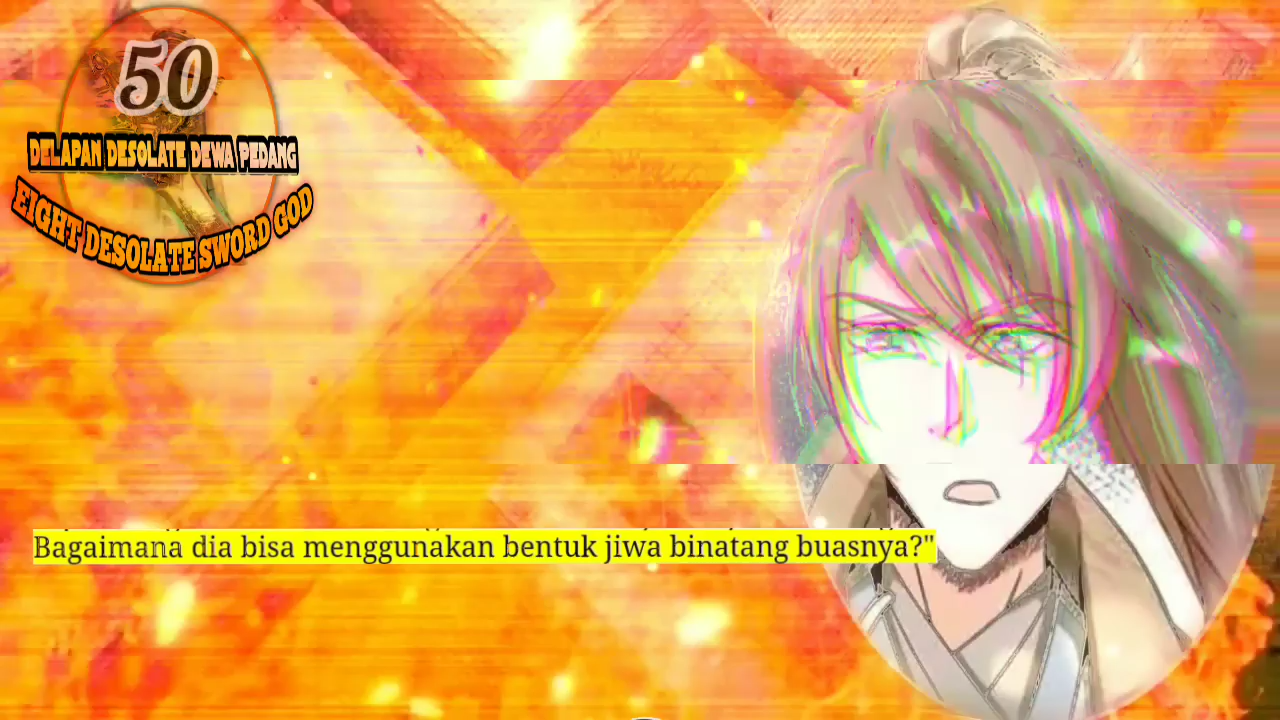 50
DELAPAN DESOLATE DEWA PEDANG
EIGHT DESOLATE SWORD GOD
Bagaimana dia bisa menggunakan bentuk jiwa binatang buasnya?"